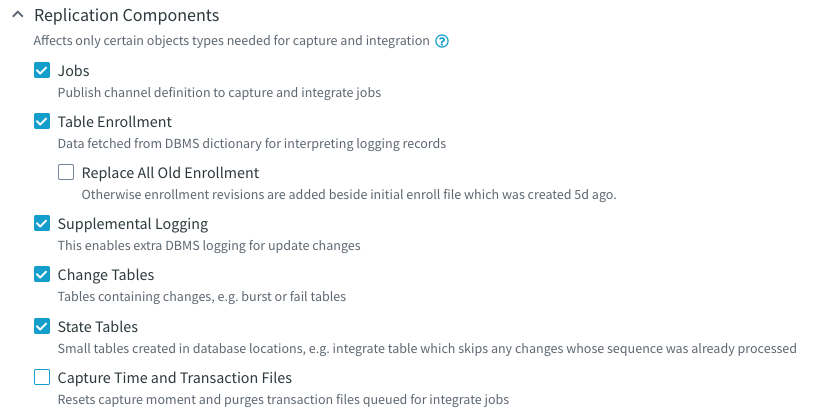 Replication Components
Affects only certain objects types needed for capture and integration ?
Jobs
Publish channel definition to capture and integrate jobs
Table Enrollment
Data fetched from DBMS dictionary for interpreting logging records
Replace All Old Enrollment
Otherwise enrollment revisions are added beside initial enroll file which was created 5d ago.
Supplemental Logging
This enables extra DBMS logging for update changes
Change Tables
Tables containing changes, e.g. burst or fail tables
State Tables
Small tables created in database locations, e.g. integrate table which skips any changes whose sequence was already processed
Capture Time and Transaction Files
Resets capture moment and purges transaction files queued for integrate jobs